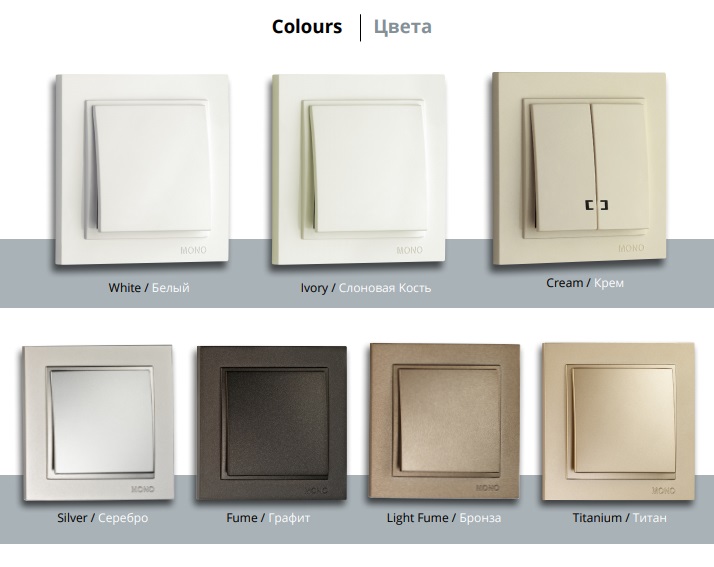 Colours | Цвета
MONO
MONO
MONO
White / Белый
Ivory / Слоновая Кость
Cream / Крем
MONO
MONO
MONO
MONO
Silver / Серебро
Fume / Графит
Light Fume / Бронза
Titanium / Титан